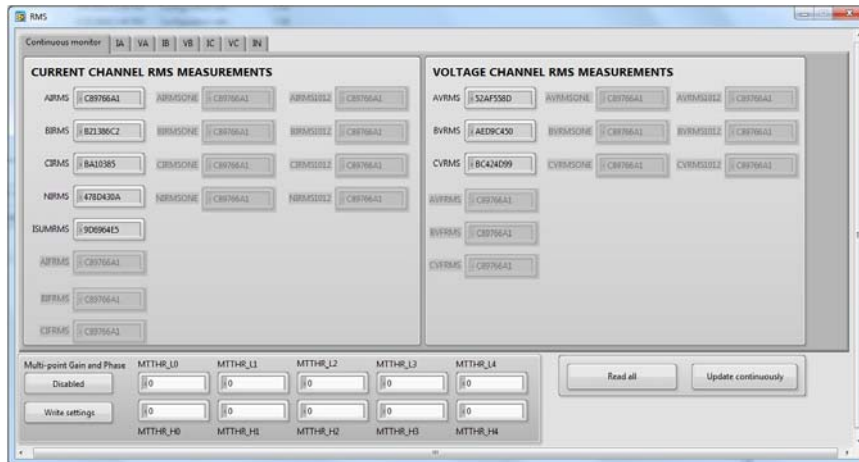 RMS
Continuous monitor IA VA IB VB IC VC IN
CURRENT CHANNEL RMS MEASUREMENTS
AIRMS x C89766A1 AIRMSONE x C89766A1 AIRMS1012 x C89766A1
BIRMS x B21386C2 BIRMSONE x C89766A1 BIRMS1012 x C89766A1
CIRMS x BA10385 CIRMSONE x C89766A1 CIRMS1012 x C89766A1
NIRMS x 478D430A NIRMSONE x C89766A1 NIRMS1012 x C89766A1
ISUMRMS x 9D6964E5
AIFRMS x C89766A1
BIFRMS x C89766A1
CIFRMS x C89766A1
VOLTAGE CHANNEL RMS MEASUREMENTS
AVRMS x 52AF558D AVRMSONE x C89766A1 AVRMS1012 x C89766A1
BVRMS x AED9C450 BVRMSONE x C89766A1 BVRMS1012 x C89766A1
CVRMS x BC424D99 CVRMSONE x C89766A1 CVRMS1012 x C89766A1
AVFRMS x C89766A1
BVFRMS x C89766A1
CVFRMS x C89766A1
Multi-point Gain and Phase MTTHR_L0 MTTHR_L1 MTTHR_L2 MTTHR_L3 MTTHR_L4
Disabled x 0 x 0 x 0 x 0 x 0
Write settings x 0 x 0 x 0 x 0 x 0
MTTHR_H0 MTTHR_H1 MTTHR_H2 MTTHR_H3 MTTHR_H4
Read all Update continuously